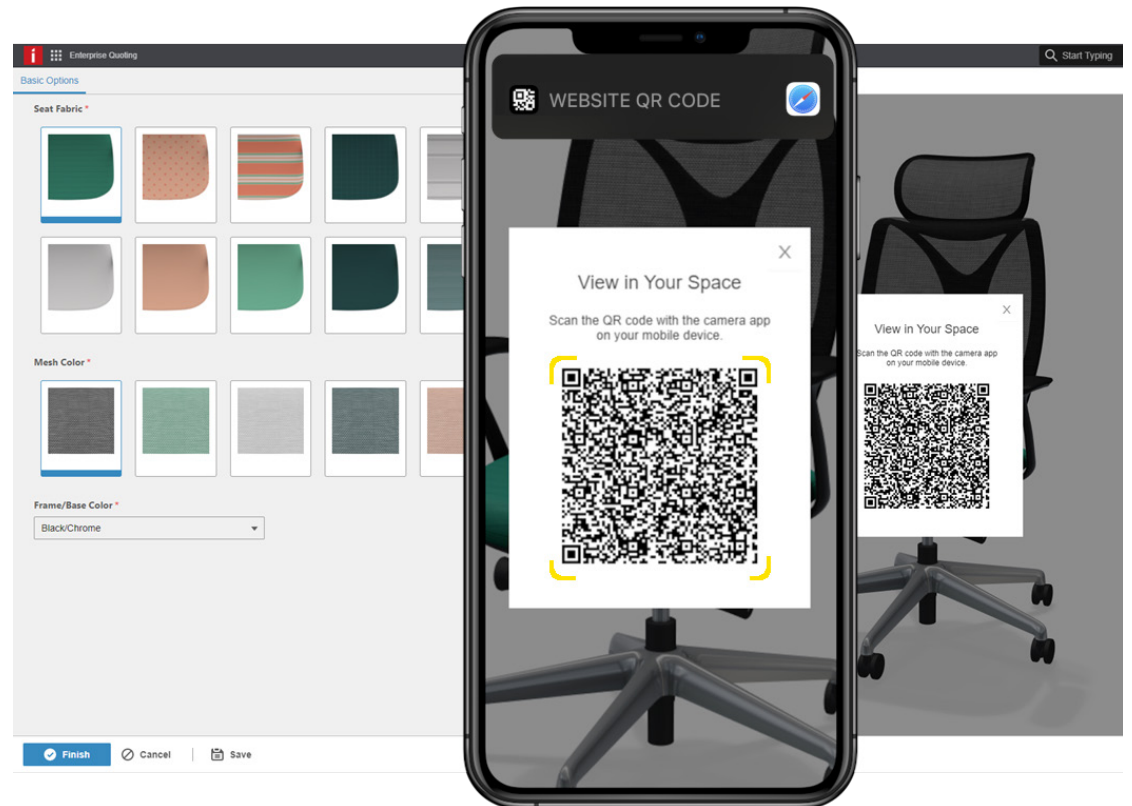 i
Enterprise Quoting
Start Typing
Basic Options
Seat Fabric *
Mesh Color *
Frame/Base Color *
Black/Chrome
Finish
Cancel
Save
WEBSITE QR CODE
X
View in Your Space
Scan the QR code with the camera app
on your mobile device.
X
View in Your Space
Scan the QR code with the camera app
on your mobile device.